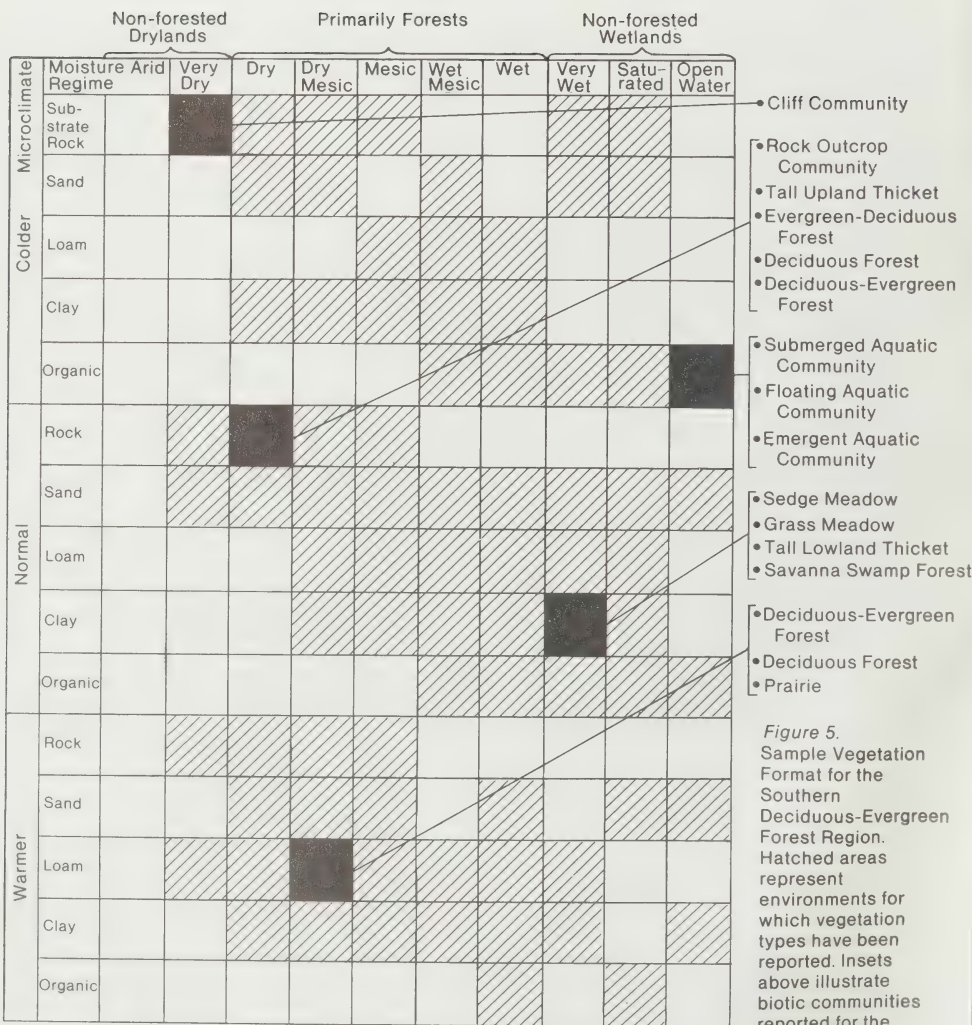 Non-forested
Drylands
Primarily Forests
Non-forested
Wetlands
Microclimate
Moisture Arid
Regime
Very
Dry
Dry
Dry
Mesic
Mesic
Wet
Mesic
Wet
Very
Wet
Satu-
rated
Open
Water
Colder
Sub-
strate
Rock
Sand
Loam
Clay
Organic
Normal
Rock
Sand
Loam
Clay
Organic
Warmer
Rock
Sand
Loam
Clay
Organic
•Cliff Community
•Rock Outcrop
Community
•Tall Upland Thicket
•Evergreen-Deciduous
Forest
•Deciduous Forest
•Deciduous-Evergreen
Forest
•Submerged Aquatic
Community
•Floating Aquatic
Community
•Emergent Aquatic
Community
•Sedge Meadow
•Grass Meadow
•Tall Lowland Thicket
•Savanna Swamp Forest
•Deciduous-Evergreen
Forest
•Deciduous Forest
•Prairie
Figure 5.
Sample Vegetation
Format for the
Southern
Deciduous-Evergreen
Forest Region.
Hatched areas
represent
environments for
which vegetation
types have been
reported. Insets
above illustrate
biotic communities
reported for the